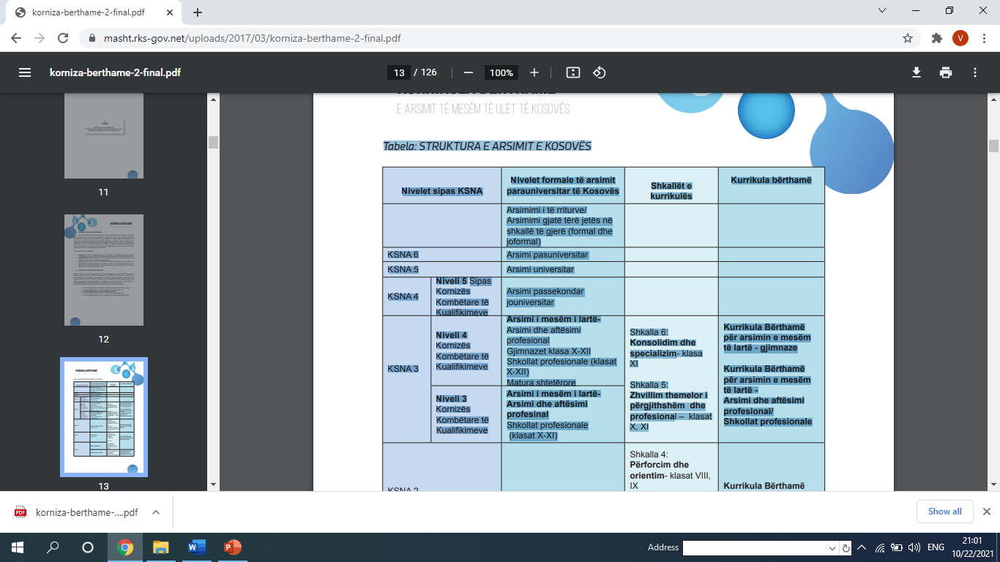 korniza-berthame-2-final.pdf
masht.rks-gov.net/uploads/2017/03/korniza-berthame-2-final.pdf
V
korniza-berthame-2-final.pdf
13 / 126
100%
11
12
13
E ARSIMIT TË MESËM TË ULËT TË KOSOVËS
Tabela: STRUKTURA E ARSIMIT E KOSOVËS
Nivelet sipas KSNA
Nivelet formale të arsimit
parauniversitar të Kosovës
Shkallët e
kurrikulës
Kurrikula bërthamë
Arsimimi i të rriturve/
Arsimimi gjatë tërë jetës në
shkallë të gjerë (formal dhe
joformal)
KSNA 6
Arsimi pasuniversitar
KSNA 5
Arsimi universitar
KSNA 4
Niveli 5 Sipas
Kornizës
Kombëtare të
Kualifikimeve
Arsimi passekondar
jouniversitar
KSNA 3
Niveli 4
Kornizës
Kombëtare të
Kualifikimeve
Arsimi i mesëm i lartë-
Arsimi dhe aftësimi
profesional
Gjimnazet klasa X-XII
Shkollat profesionale (klasat
X-XII)
Matura shtetërore
Niveli 3
Kornizës
Kombëtare të
Kualifikimeve
Arsimi i mesëm i lartë-
Arsimi dhe aftësimi
profesinal
Shkollat profesionale
(klasat X-XI)
Shkalla 6:
Konsolidim dhe
specializim- klasa
XI
Shkalla 5:
Zhvillim themelor i
përgjithshëm dhe
profesional – klasat
X, XI
Kurrikula Bërthamë
për arsimin e mesëm
të lartë - gjimnaze
Kurrikula Bërthamë
për arsimin e mesëm
të lartë -
Arsimi dhe aftësimi
profesional/
Shkollat profesionale
KSNA 2
Shkalla 4:
Përforcim dhe
orientim- klasat VIII,
IX
Kurrikula Bërthamë
PDF
korniza-berthame-....pdf
Show all
Address
ENG
21:01
10/22/2021